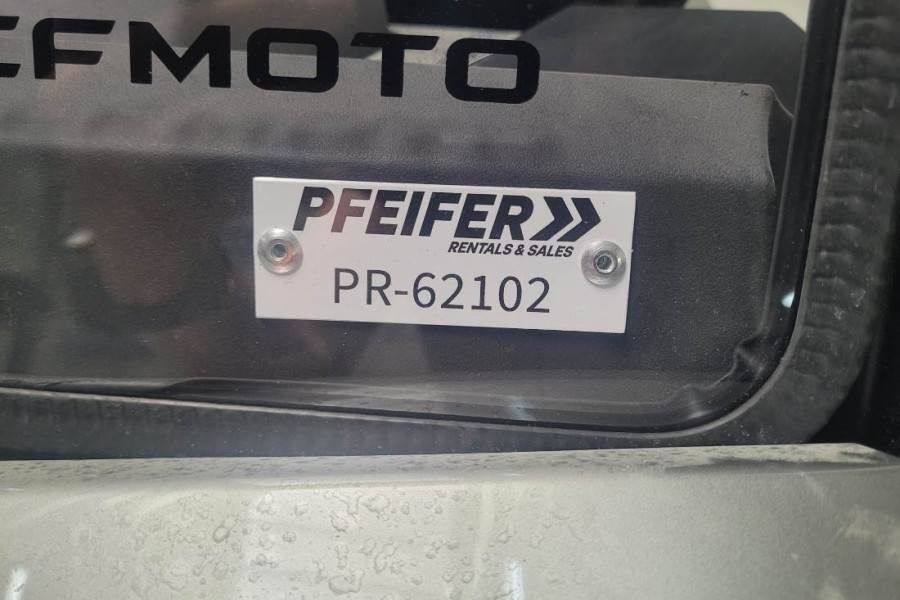 CFMOTO
PFEIFER
RENTALS & SALES
PR-62102